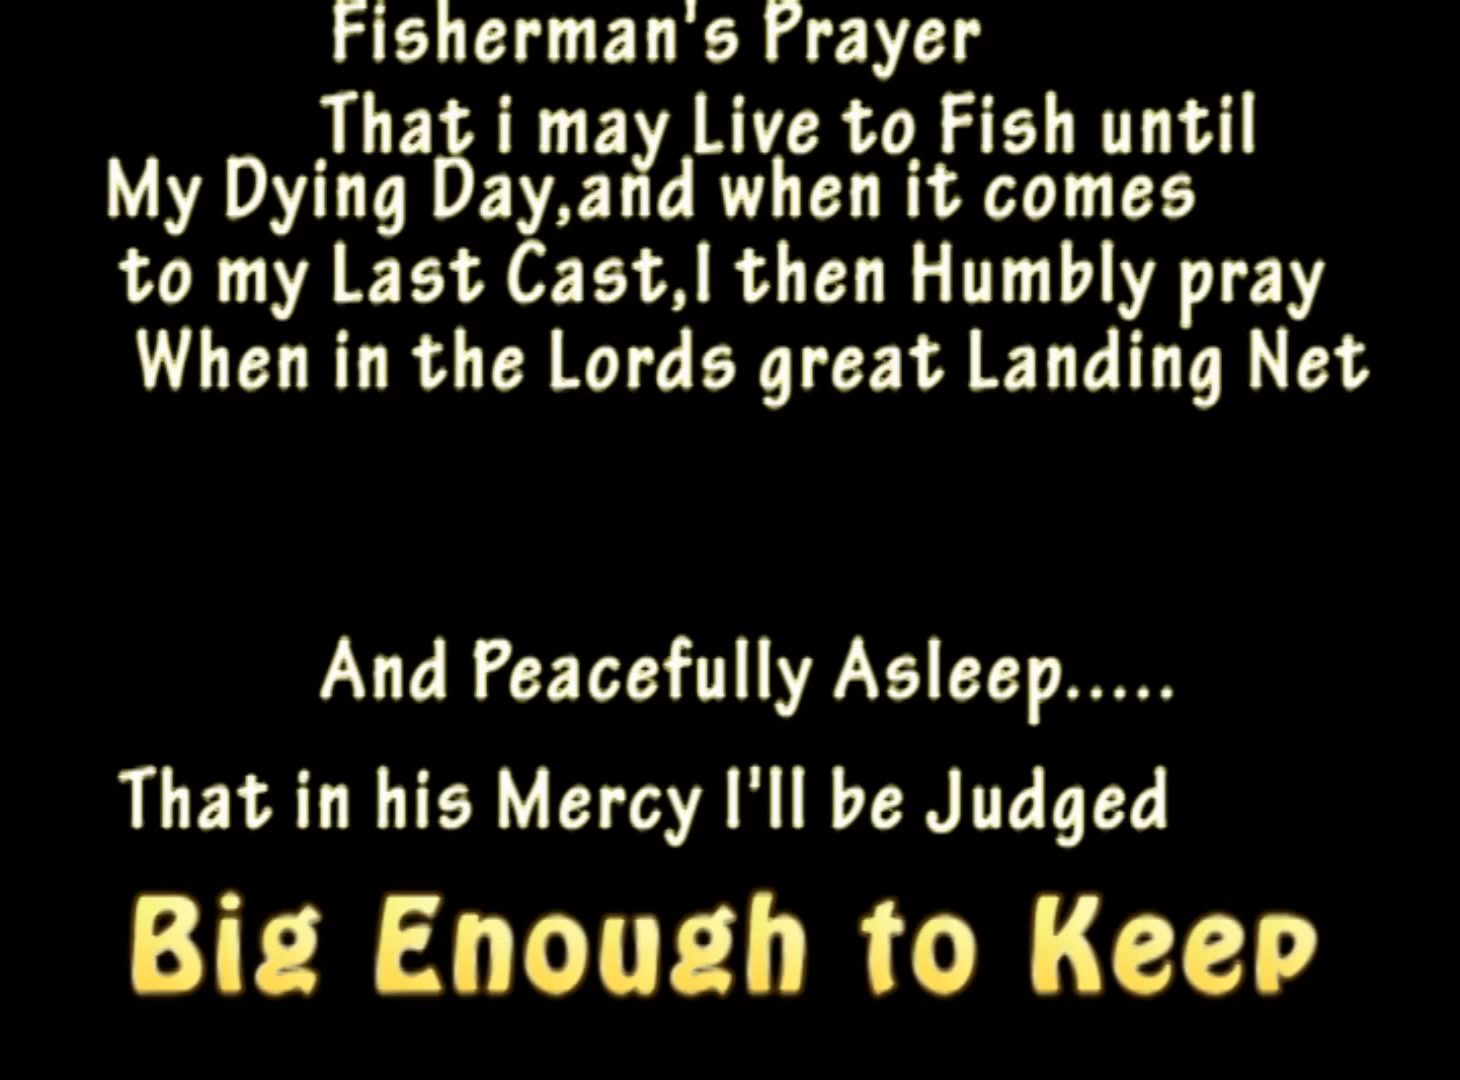 Fisherman's Prayer
That i may Live to Fish until
My Dying Day,and when it comes
to my Last Cast,I then Humbly pray
When in the Lords great Landing Net
And Peacefully Asleep.....
That in his Mercy I'll be Judged
Big Enough to Keep